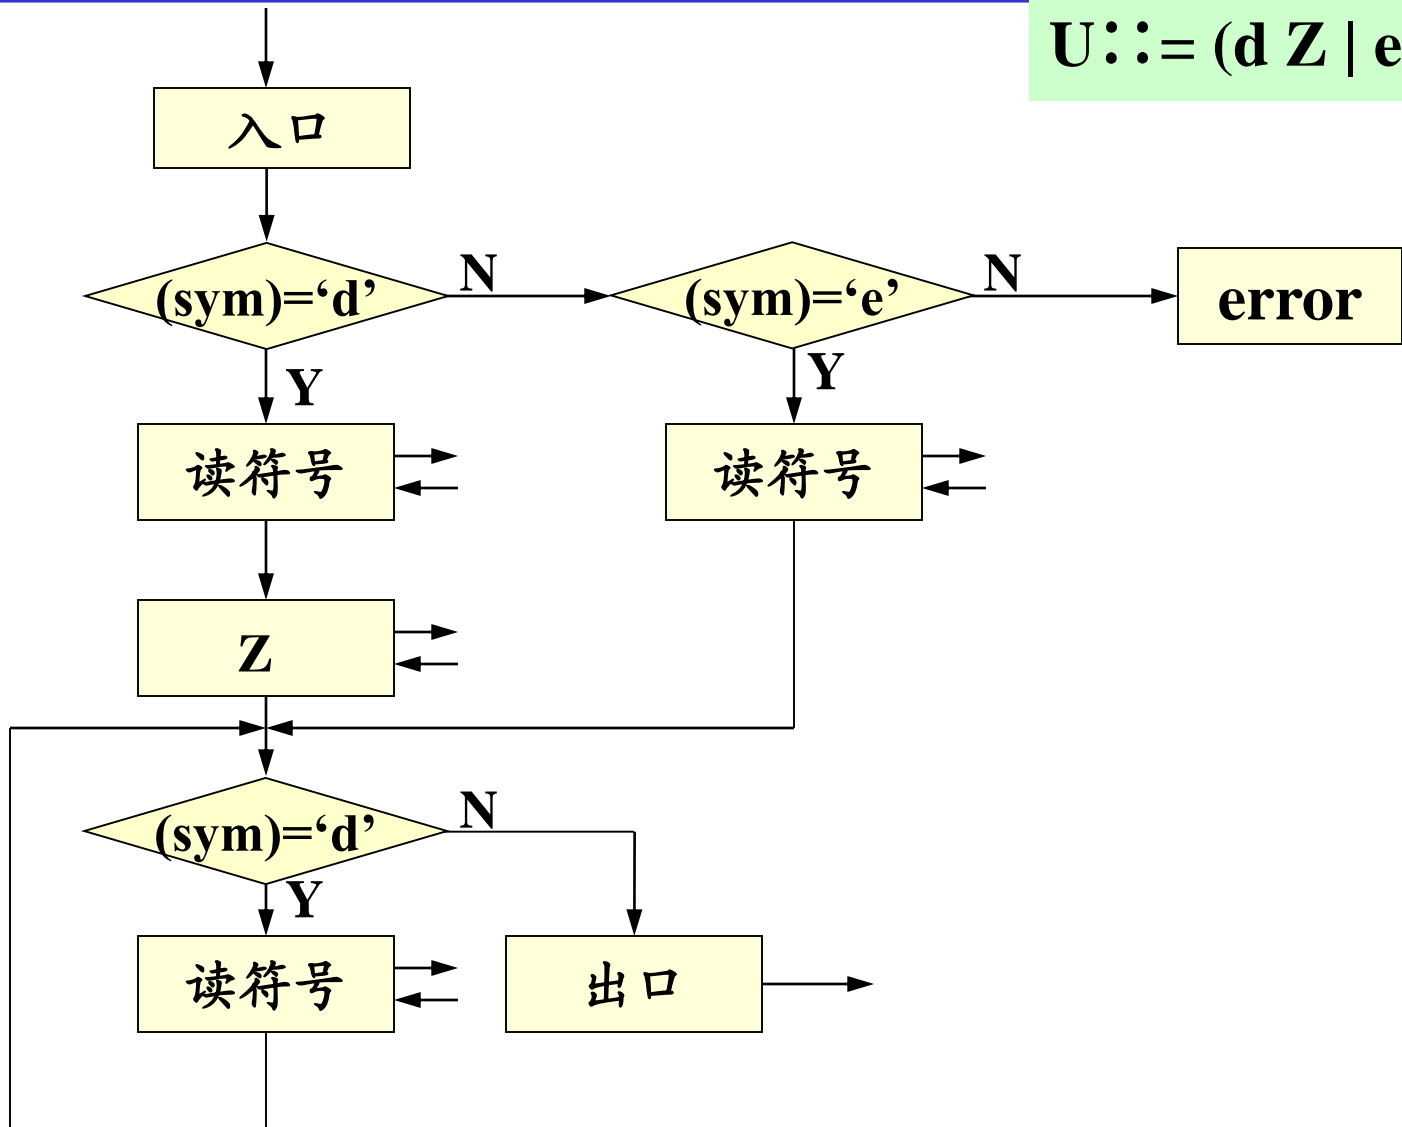 U::= (d Z | e
入口
(sym)=‘d’
N
(sym)=‘e’
N
error
Y
Y
读符号
读符号
Z
(sym)=‘d’
N
Y
读符号
出口